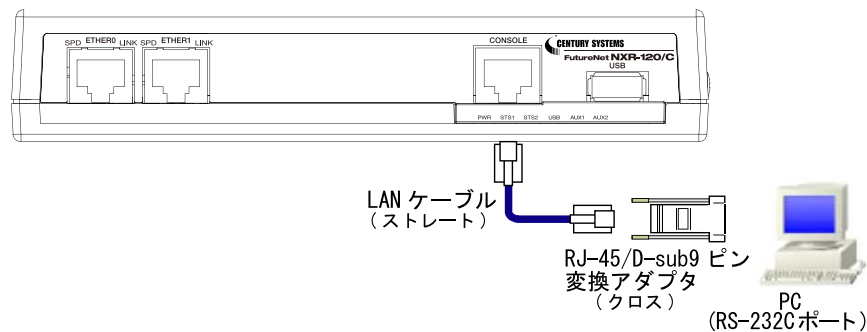 SPD ETHER0 LINK SPD ETHER1 LINK
CONSOLE
CENTURY SYSTEMS
FutureNet NXR-120/C
USB
PWR STS1 STS2 USB AUX1 AUX2
LAN ケーブル
(ストレート)
RJ-45/D-sub9 ピン
変換アダプタ
(クロス)
PC
(RS-232Cポート)